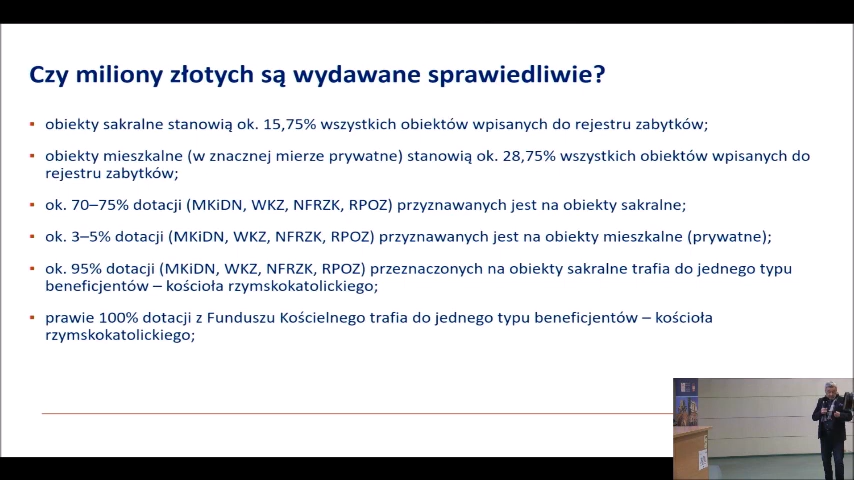 Czy miliony złotych są wydawane sprawiedliwie?
▪ obiekty sakralne stanowią ok. 15,75% wszystkich obiektów wpisanych do rejestru zabytków;
▪ obiekty mieszkalne (w znacznej mierze prywatne) stanowią ok. 28,75% wszystkich obiektów wpisanych do
rejestru zabytków;
▪ ok. 70–75% dotacji (MKiDN, WKZ, NFRZK, RPOZ) przyznawanych jest na obiekty sakralne;
▪ ok. 3–5% dotacji (MKiDN, WKZ, NFRZK, RPOZ) przyznawanych jest na obiekty mieszkalne (prywatne);
▪ ok. 95% dotacji (MKiDN, WKZ, NFRZK, RPOZ) przeznaczonych na obiekty sakralne trafia do jednego typu
beneficjentów – kościoła rzymskokatolickiego;
▪ prawie 100% dotacji z Funduszu Kościelnego trafia do jednego typu beneficjentów – kościoła
rzymskokatolickiego;